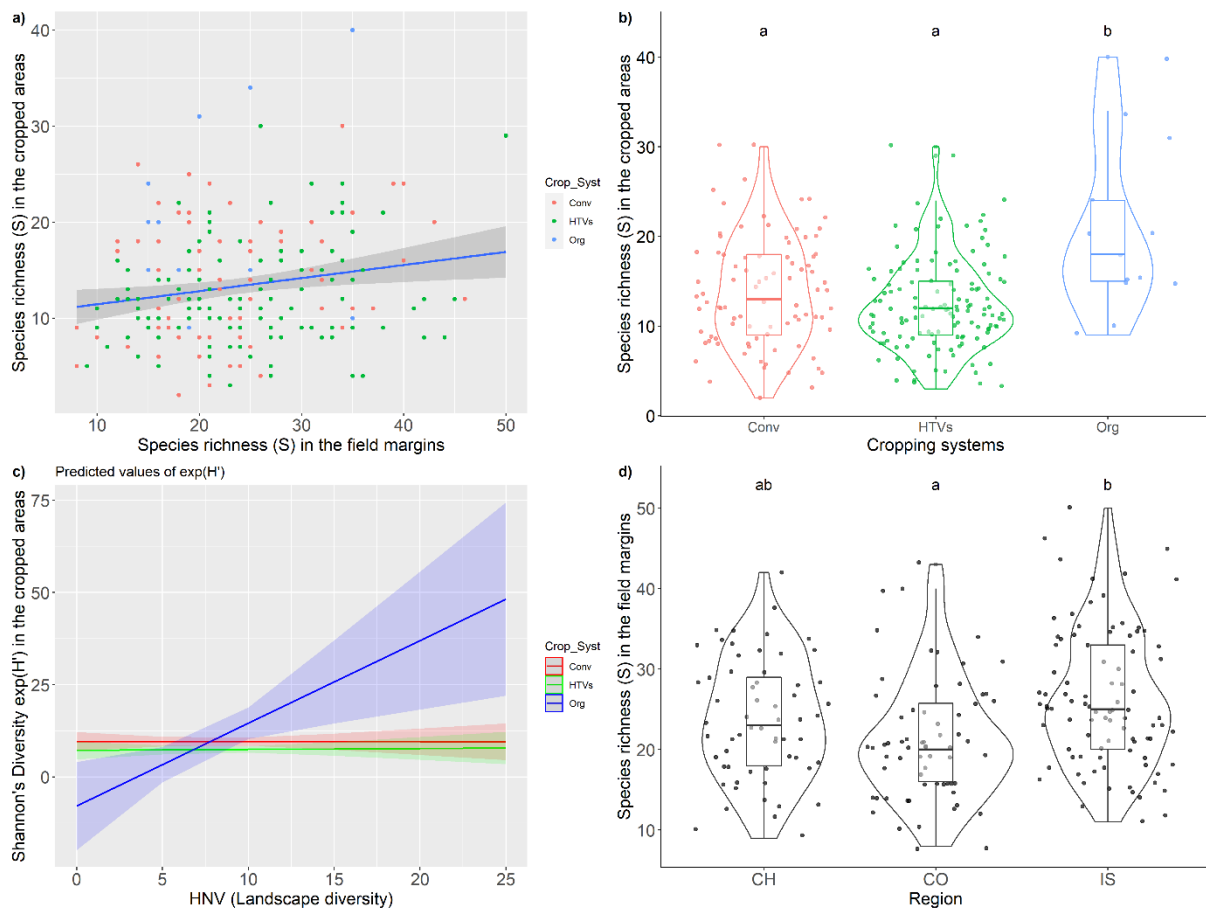 a)
Species richness (S) in the cropped areas
40
30
20
10
10
20
30
40
50
Species richness (S) in the field margins
Crop_Syst
Conv
HTVs
Org
b)
a
a
b
Species richness (S) in the cropped areas
40
30
20
10
0
Conv
HTVs
Org
Cropping systems
c)
Predicted values of exp(H')
Shannon's Diversity exp(H') in the cropped areas
75
50
25
0
0
5
10
15
20
25
HNV (Landscape diversity)
Crop_Syst
Conv
HTVs
Org
d)
ab
a
b
Species richness (S) in the field margins
50
40
30
20
10
CH
CO
IS
Region